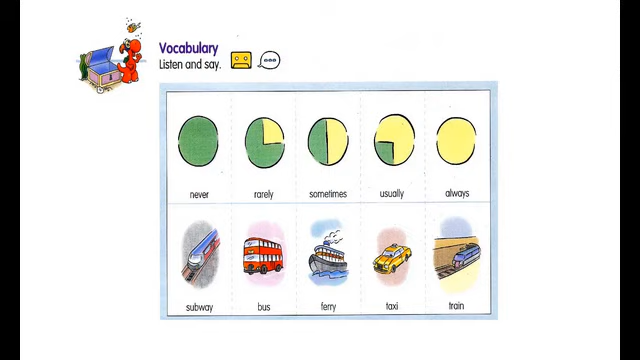 Vocabulary
Listen and say.
never rarely sometimes usually always
subway bus ferry taxi train